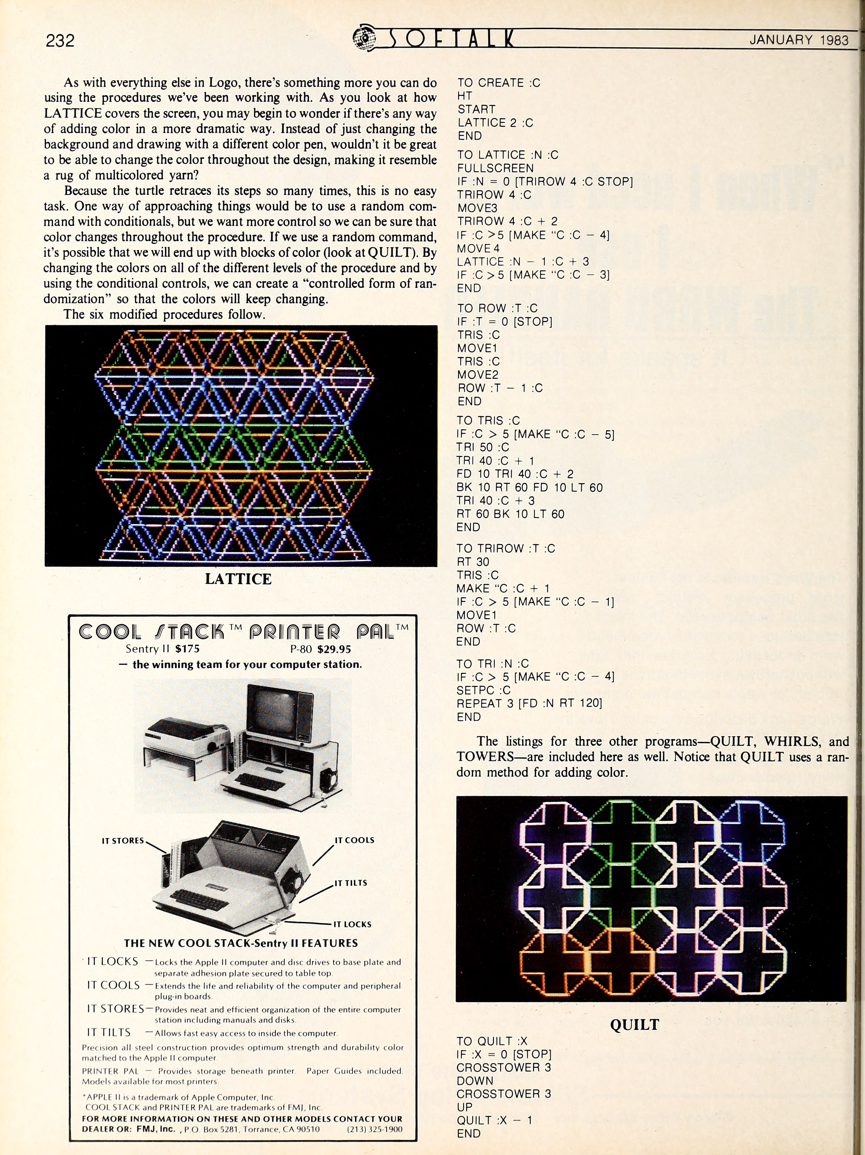 232
SOFTALK
JANUARY 1983
As with everything else in Logo, there's something more you can do
using the procedures we've been working with. As you look at how
LATTICE covers the screen, you may begin to wonder if there's any way
of adding color in a more dramatic way. Instead of just changing the
background and drawing with a different color pen, wouldn't it be great
to be able to change the color throughout the design, making it resemble
a rug of multicolored yarn?
Because the turtle retraces its steps so many times, this is no easy
task. One way of approaching things would be to use a random com-
mand with conditionals, but we want more control so we can be sure that
color changes throughout the procedure. If we use a random command,
it's possible that we will end up with blocks of color (look at QUILT). By
changing the colors on all of the different levels of the procedure and by
using the conditional controls, we can create a “controlled form of ran-
domization” so that the colors will keep changing.
The six modified procedures follow.
LATTICE
COOL STACK™ PRINTER PAL™
Sentry II $175 P-80 $29.95
— the winning team for your computer station.
IT STORES
IT COOLS
IT TILTS
IT LOCKS
THE NEW COOL STACK-Sentry II FEATURES
IT LOCKS —Locks the Apple II computer and disc drives to base plate and
separate adhesion plate secured to table top.
IT COOLS —Extends the life and reliability of the computer and peripheral
plug-in boards.
IT STORES—Provides neat and efficient organization of the entire computer
station including manuals and disks.
IT TILTS —Allows fast easy access to inside the computer.
Precision all steel construction provides optimum strength and durability color
matched to the Apple II computer.
PRINTER PAL — Provides storage beneath printer. Paper Guides included.
Models available for most printers.
*APPLE II is a trademark of Apple Computer, Inc.
COOL STACK and PRINTER PAL are trademarks of FMJ, Inc.
FOR MORE INFORMATION ON THESE AND OTHER MODELS CONTACT YOUR
DEALER OR: FMJ, Inc., P.O. Box 5281, Torrance, CA 90510 (213) 325-1900
TO CREATE :C
HT
START
LATTICE 2 :C
END
TO LATTICE :N :C
FULLSCREEN
IF :N = 0 [TRIROW 4 :C STOP]
TRIROW 4 :C
MOVE3
TRIROW 4 :C + 2
IF :C >5 [MAKE “C :C − 4]
MOVE 4
LATTICE :N − 1 :C + 3
IF :C > 5 [MAKE “C :C − 3]
END
TO ROW :T :C
IF :T = 0 [STOP]
TRIS :C
MOVE1
TRIS :C
MOVE2
ROW :T − 1 :C
END
TO TRIS :C
IF :C > 5 [MAKE “C :C − 5]
TRI 50 :C
TRI 40 :C + 1
FD 10 TRI 40 :C + 2
BK 10 RT 60 FD 10 LT 60
TRI 40 :C + 3
RT 60 BK 10 LT 60
END
TO TRIROW :T :C
RT 30
TRIS :C
MAKE “C :C + 1
IF :C > 5 [MAKE “C :C − 1]
MOVE1
ROW :T :C
END
TO TRI :N :C
IF :C > 5 [MAKE “C :C − 4]
SETPC :C
REPEAT 3 [FD :N RT 120]
END
The listings for three other programs—QUILT, WHIRLS, and
TOWERS—are included here as well. Notice that QUILT uses a ran-
dom method for adding color.
QUILT
TO QUILT :X
IF :X = 0 [STOP]
CROSSTOWER 3
DOWN
CROSSTOWER 3
UP
QUILT :X − 1
END